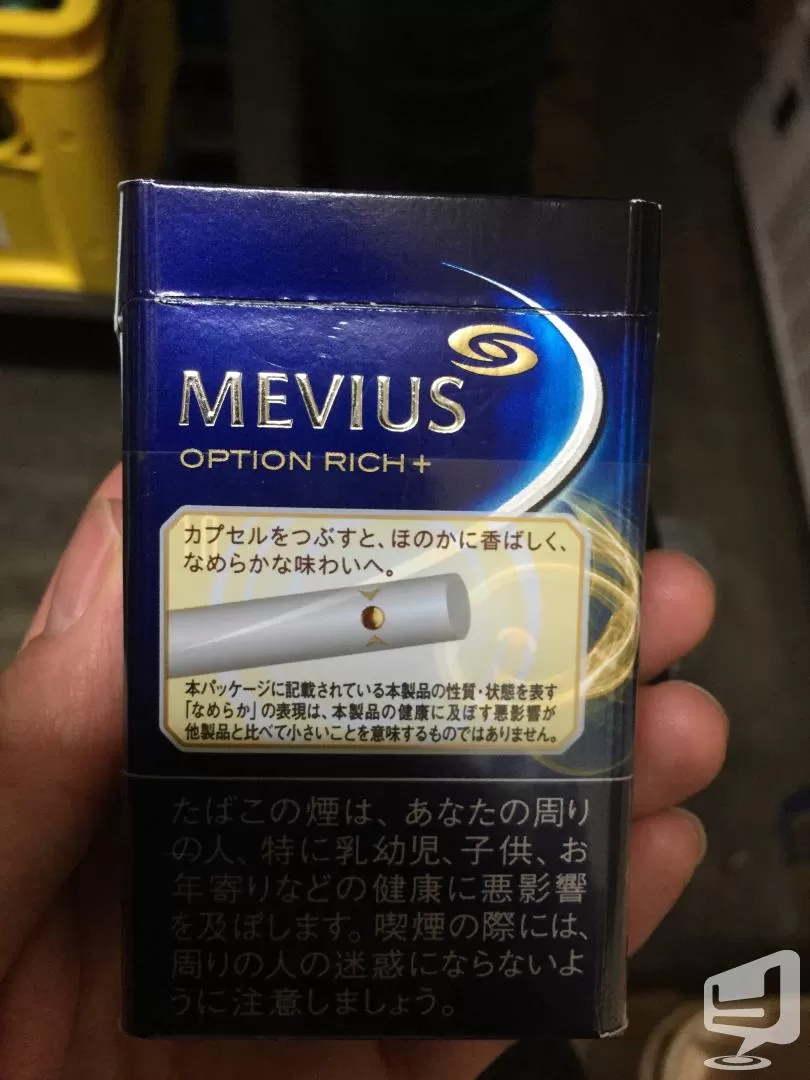 MEVIUS
OPTION RICH+
カプセルをつぶすと、ほのかに香ばしく、
なめらかな味わいへ。
本パッケージに記載されている本製品の性質・状態を表す
「なめらか」の表現は、本製品の健康に及ぼす悪影響が
他製品と比べて小さいことを意味するものではありません。
たばこの煙は、あなたの周り
の人、特に乳幼児、子供、お
年寄りなどの健康に悪影響
を及ぼします。喫煙の際には、
周りの人の迷惑にならないよ
うに注意しましょう。